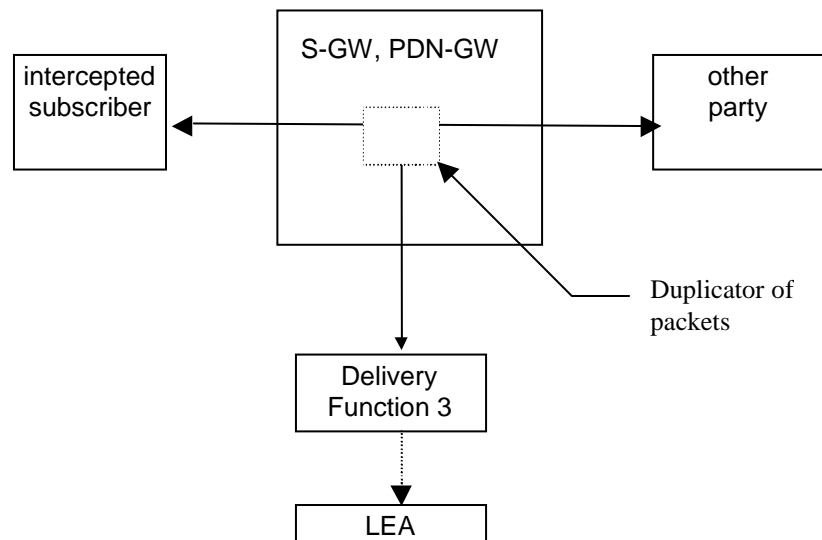 S-GW, PDN-GW
intercepted
subscriber
other
party
Duplicator of
packets
Delivery
Function 3
LEA